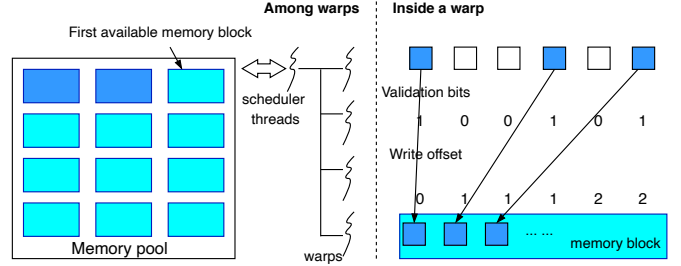 Among warps
Inside a warp
First available memory block
scheduler
threads
Memory pool
warps
Validation bits
1 0 0 1 0 1
Write offset
0 1 1 1 2 2
... ...
memory block